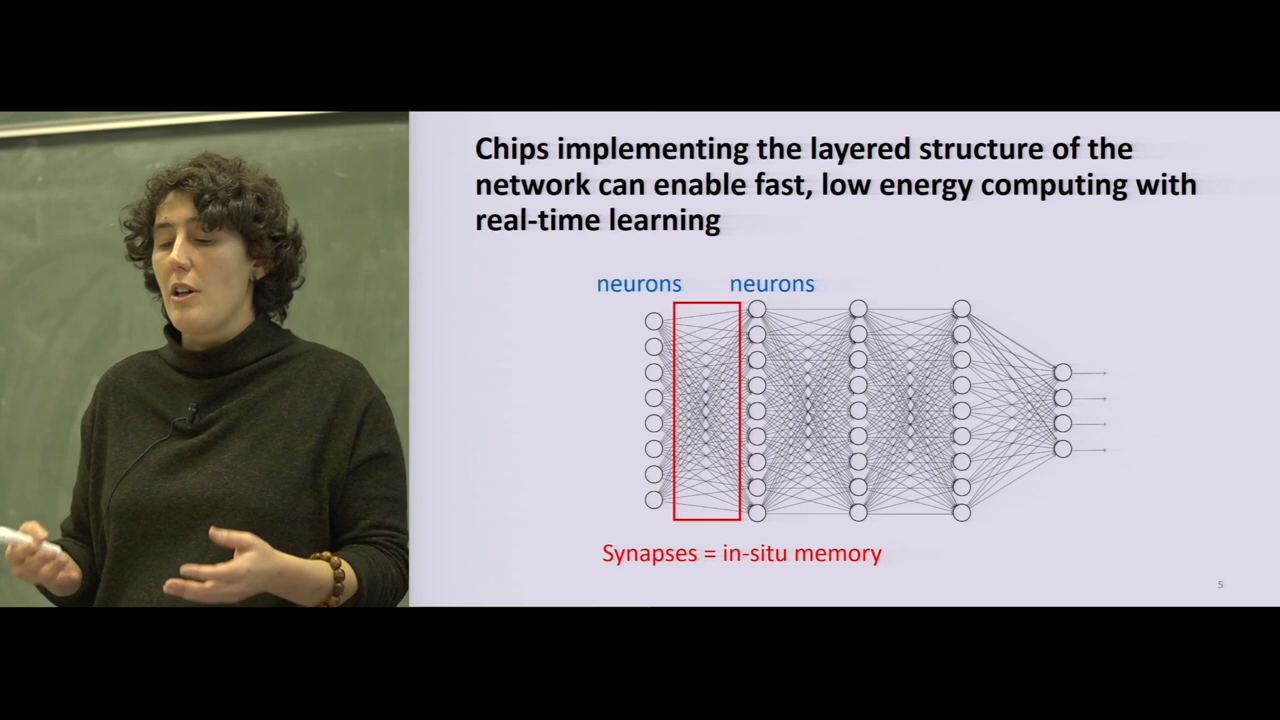 Chips implementing the layered structure of the
network can enable fast, low energy computing with
real-time learning
neurons neurons
Synapses = in-situ memory
5